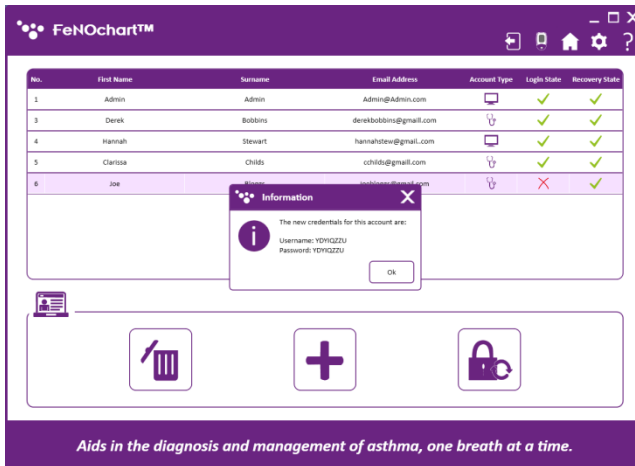 FeNOchart™
No. First Name Surname Email Address Account Type Login State Recovery State
1 Admin Admin Admin@Admin.com
3 Derek Bobbins derekbobbins@gmaill.com
4 Hannah Stewart hannahstew@gmail..com
5 Clarissa Childs cchilds@gmaill.com
6 Joe
Information
The new credentials for this account are:
Username: YDYIQZZU
Password: YDYIQZZU
Ok
Aids in the diagnosis and management of asthma, one breath at a time.